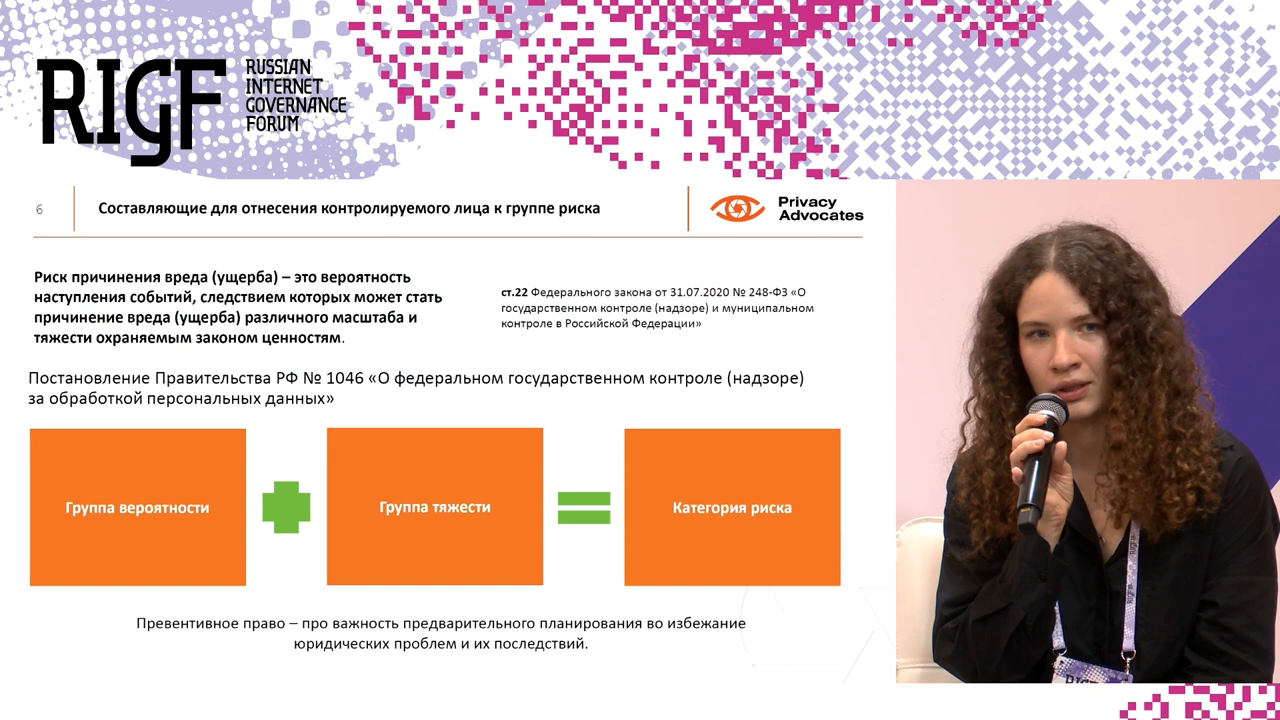 RIGF
RUSSIAN
INTERNET
GOVERNANCE
FORUM
6
Составляющие для отнесения контролируемого лица к группе риска
Privacy
Advocates
Риск причинения вреда (ущерба) – это вероятность
наступления событий, следствием которых может стать
причинение вреда (ущерба) различного масштаба и
тяжести охраняемым законом ценностям.
ст.22 Федерального закона от 31.07.2020 № 248-ФЗ «О
государственном контроле (надзоре) и муниципальном
контроле в Российской Федерации»
Постановление Правительства РФ № 1046 «О федеральном государственном контроле (надзоре)
за обработкой персональных данных»
Группа вероятности
Группа тяжести
Категория риска
Превентивное право – про важность предварительного планирования во избежание
юридических проблем и их последствий.
RIGF